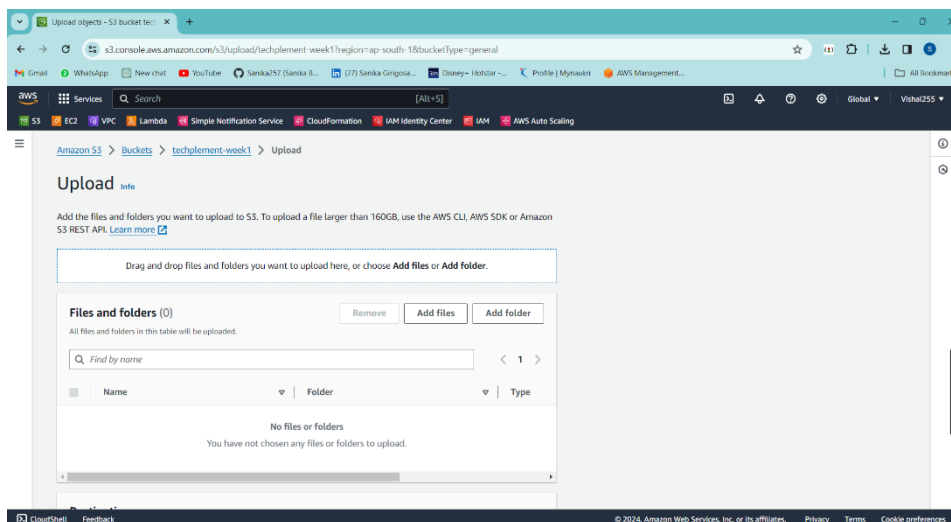 Upload objects - S3 bucket tec
s3.console.aws.amazon.com/s3/upload/techplement-week1?region=ap-south-1&bucketType=general
S
Gmail WhatsApp New chat YouTube Sanika257 (Sanika B... (27) Sanika Girigosa... Disney+ Hotstar -... Profile | Mynaukri AWS Management... All Bookmar
aws Services Search [Alt+S] Global Vishal255
S3 EC2 VPC Lambda Simple Notification Service CloudFormation IAM Identity Center IAM AWS Auto Scaling
Amazon S3 > Buckets > techplement-week1 > Upload
Upload Info
Add the files and folders you want to upload to S3. To upload a file larger than 160GB, use the AWS CLI, AWS SDK or Amazon
S3 REST API. Learn more
Drag and drop files and folders you want to upload here, or choose Add files or Add folder.
Files and folders (0) Remove Add files Add folder
All files and folders in this table will be uploaded.
Find by name 1
Name Folder Type
No files or folders
You have not chosen any files or folders to upload.
CloudShell Feedback © 2024, Amazon Web Services, Inc. or its affiliates. Privacy Terms Cookie preferences